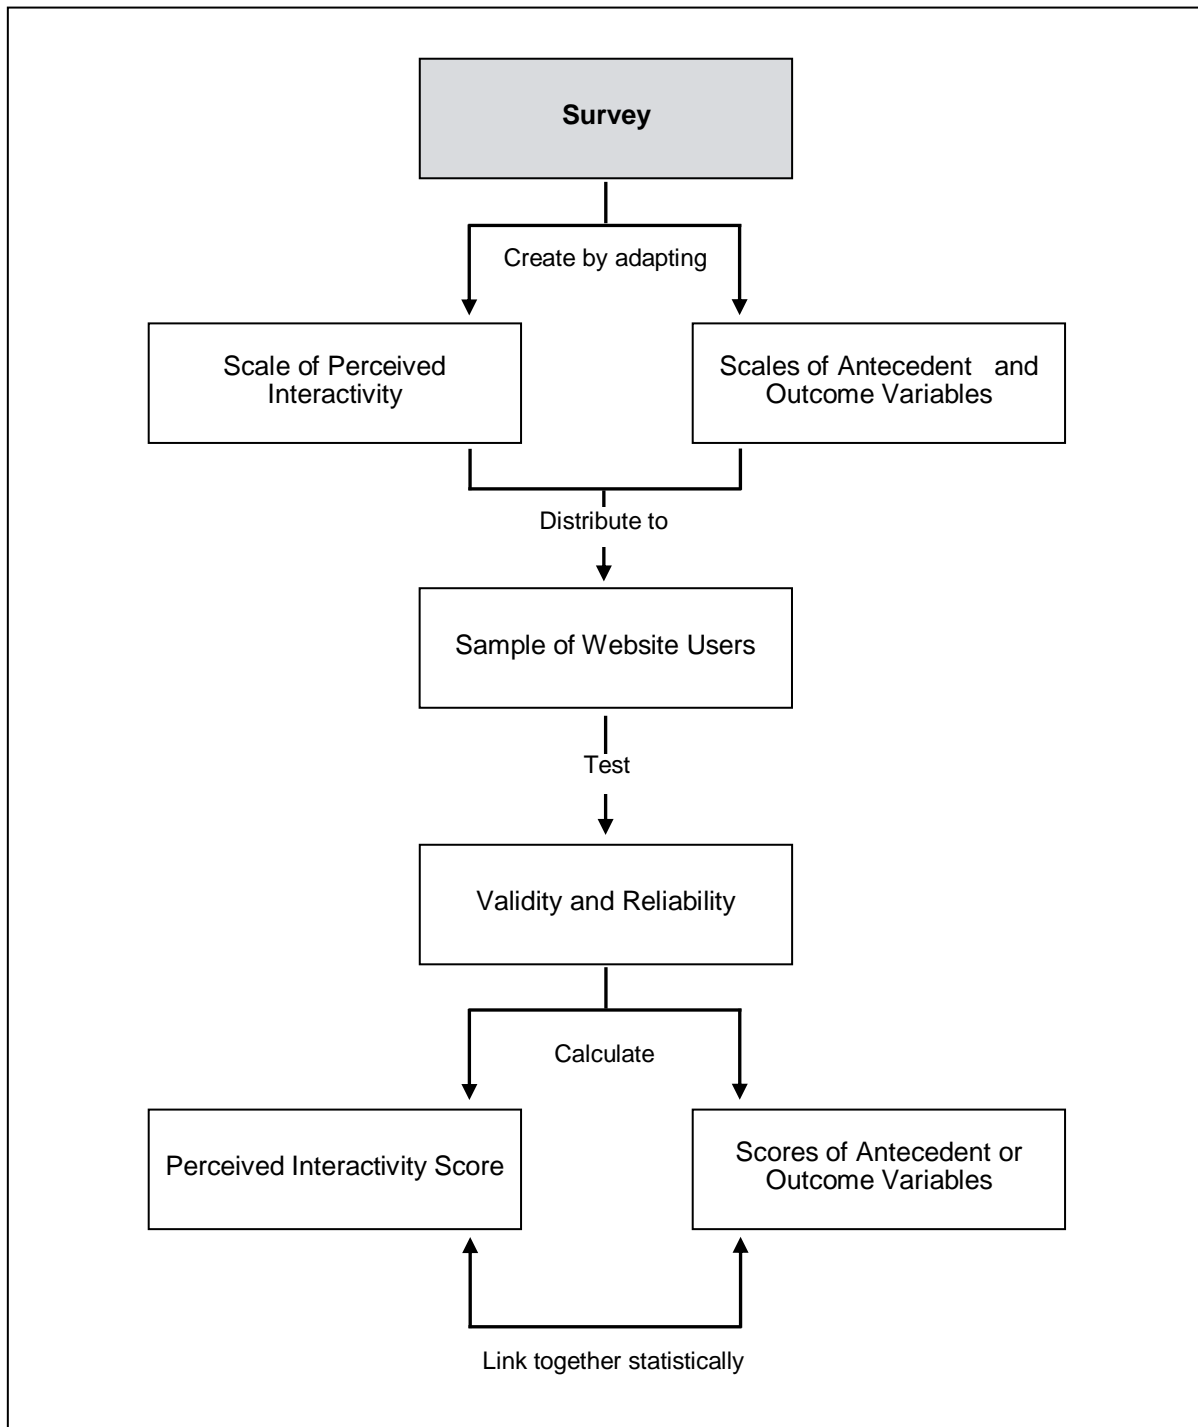 Survey
Create by adapting
Scale of Perceived
Interactivity
Scales of Antecedent and
Outcome Variables
Distribute to
Sample of Website Users
Test
Validity and Reliability
Calculate
Perceived Interactivity Score
Scores of Antecedent or
Outcome Variables
Link together statistically